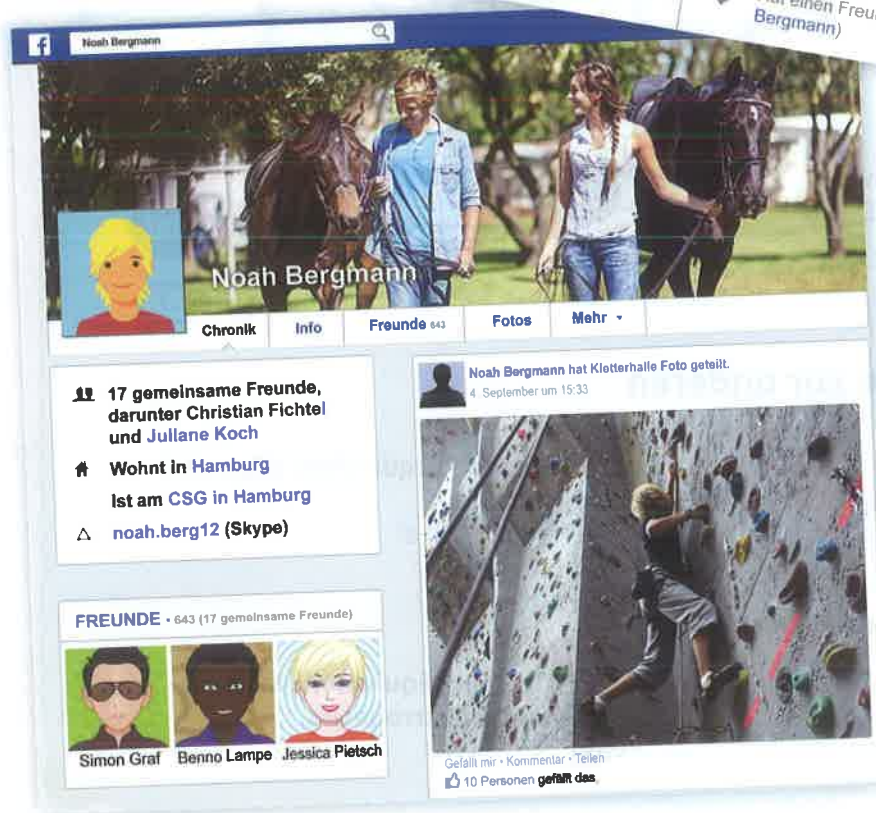 einen Freu
Bergmann)
f
Noah Bergmann
Noah Bergmann
Chronik
Info
Freunde 643
Fotos
Mehr
17 gemeinsame Freunde,
darunter Christian Fichtel
und Juliane Koch
Wohnt in Hamburg
Ist am CSG in Hamburg
noah.berg12 (Skype)
FREUNDE • 643 (17 gemeinsame Freunde)
Simon Graf
Benno Lampe
Jessica Pietsch
Noah Bergmann hat Kletterhalle Foto geteilt.
4. September um 15:33
Gefällt mir • Kommentar • Teilen
10 Personen gefällt das.